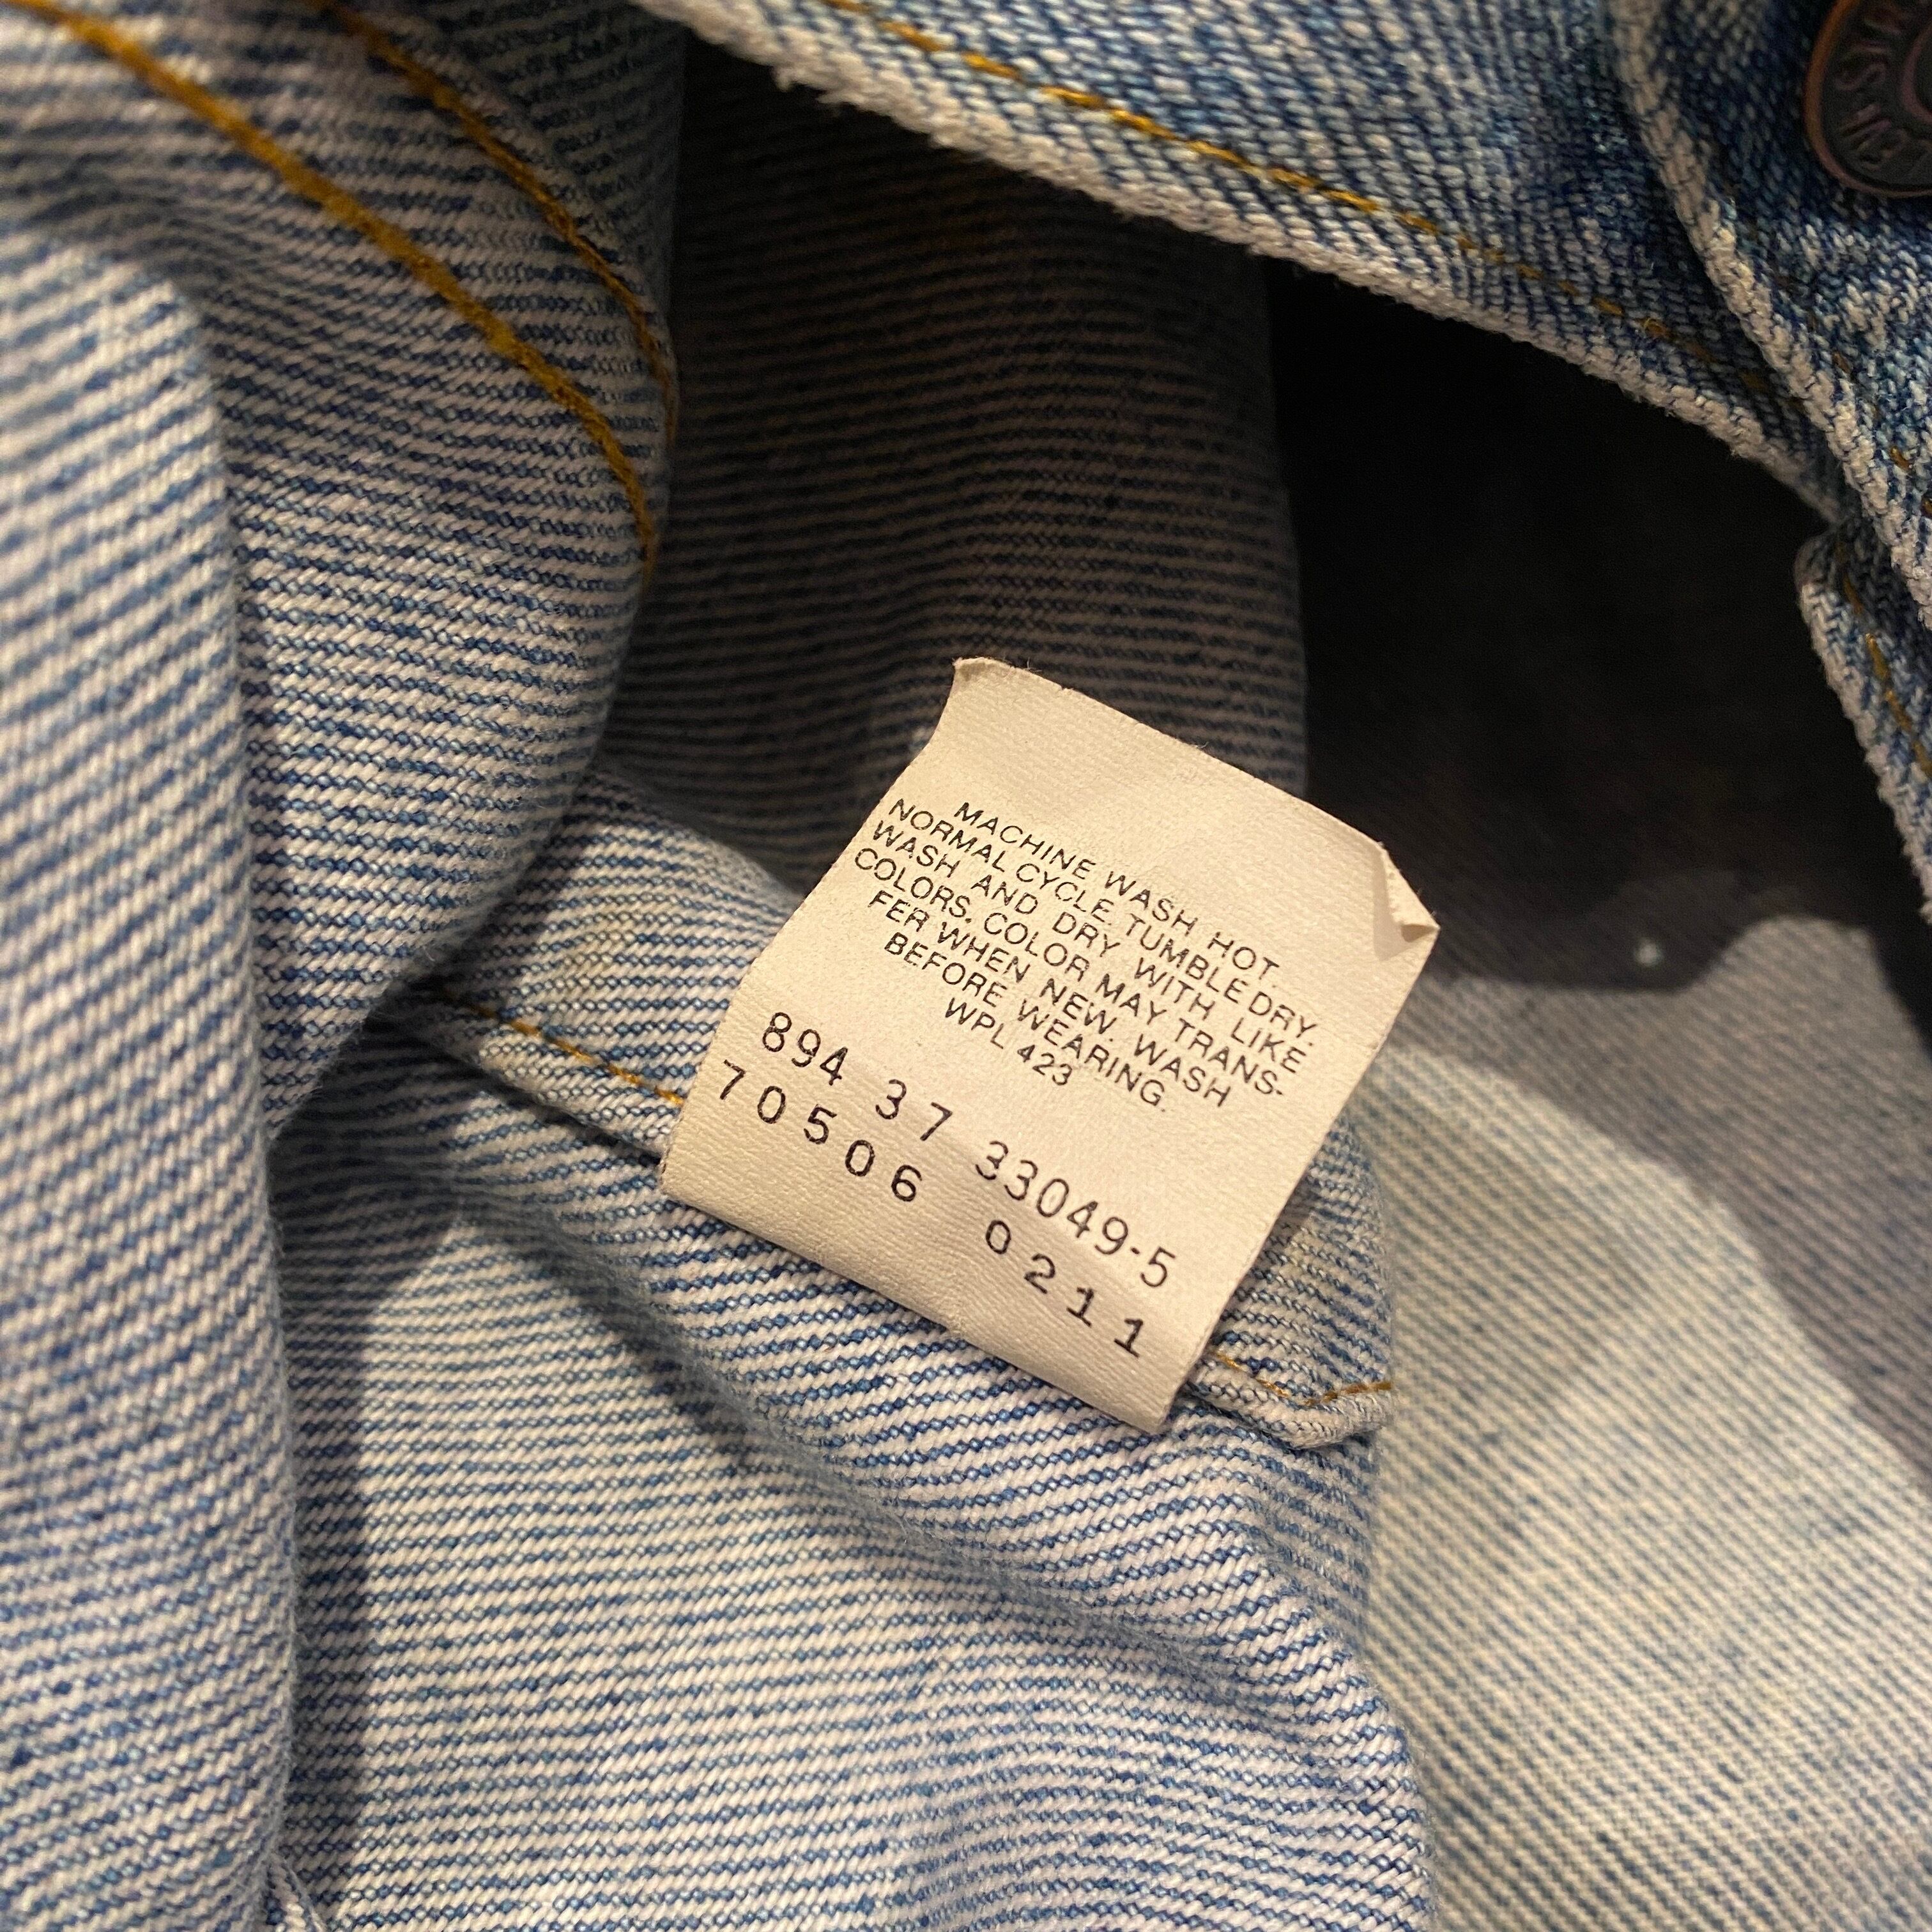 MACHINE WASH HOT.
NORMAL CYCLE. TUMBLE DRY.
WASH AND DRY WITH LIKE
COLORS. COLOR MAY TRANS-
FER WHEN NEW. WASH
BEFORE WEARING.
WPL 423
894 37 33049-5
70506 0211